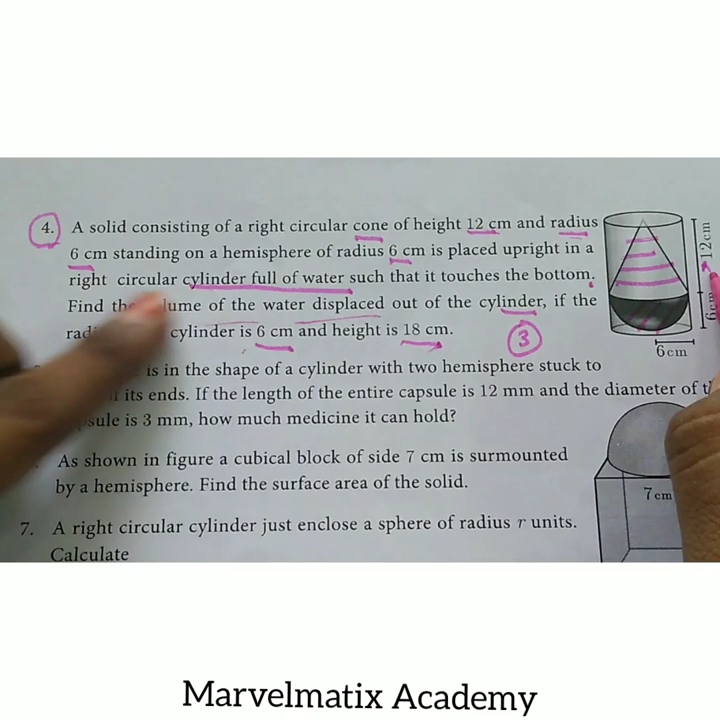 4. A solid consisting of a right circular cone of height 12 cm and radius
6 cm standing on a hemisphere of radius 6 cm is placed upright in a
right circular cylinder full of water such that it touches the bottom.
Find the volume of the water displaced out of the cylinder, if the
cylinder is 6 cm and height is 18 cm.
3
12cm
6cm
6cm
is in the shape of a cylinder with two hemisphere stuck to
its ends. If the length of the entire capsule is 12 mm and the diameter of
is 3 mm, how much medicine it can hold?
As shown in figure a cubical block of side 7 cm is surmounted
by a hemisphere. Find the surface area of the solid.
7cm
7. A right circular cylinder just enclose a sphere of radius r units.
Calculate
Marvelmatix Academy